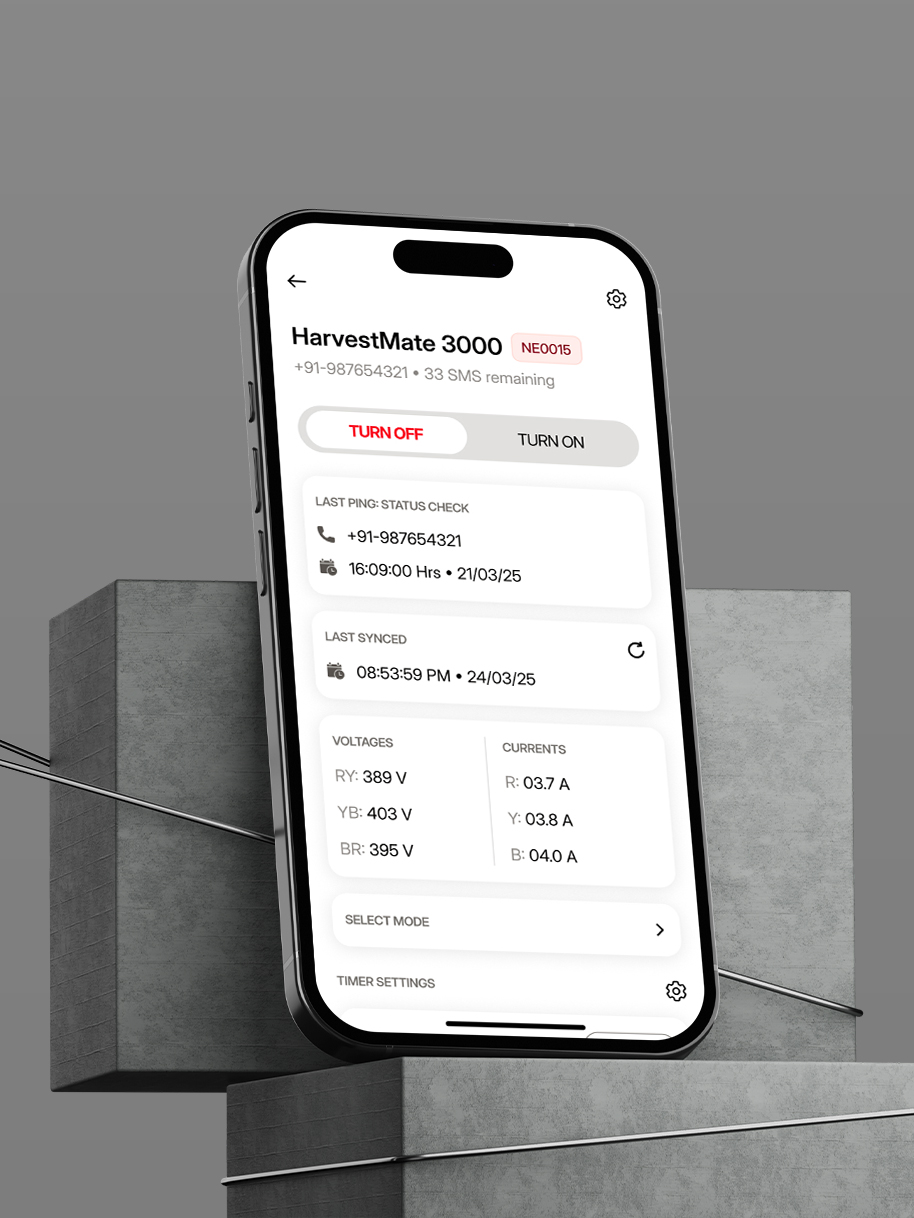 HarvestMate 3000 NE0015
+91-987654321 • 33 SMS remaining
TURN OFF TURN ON
LAST PING: STATUS CHECK
+91-987654321
16:09:00 Hrs • 21/03/25
LAST SYNCED
08:53:59 PM • 24/03/25
VOLTAGES CURRENTS
RY: 389 V R: 03.7 A
YB: 403 V Y: 03.8 A
BR: 395 V B: 04.0 A
SELECT MODE
TIMER SETTINGS